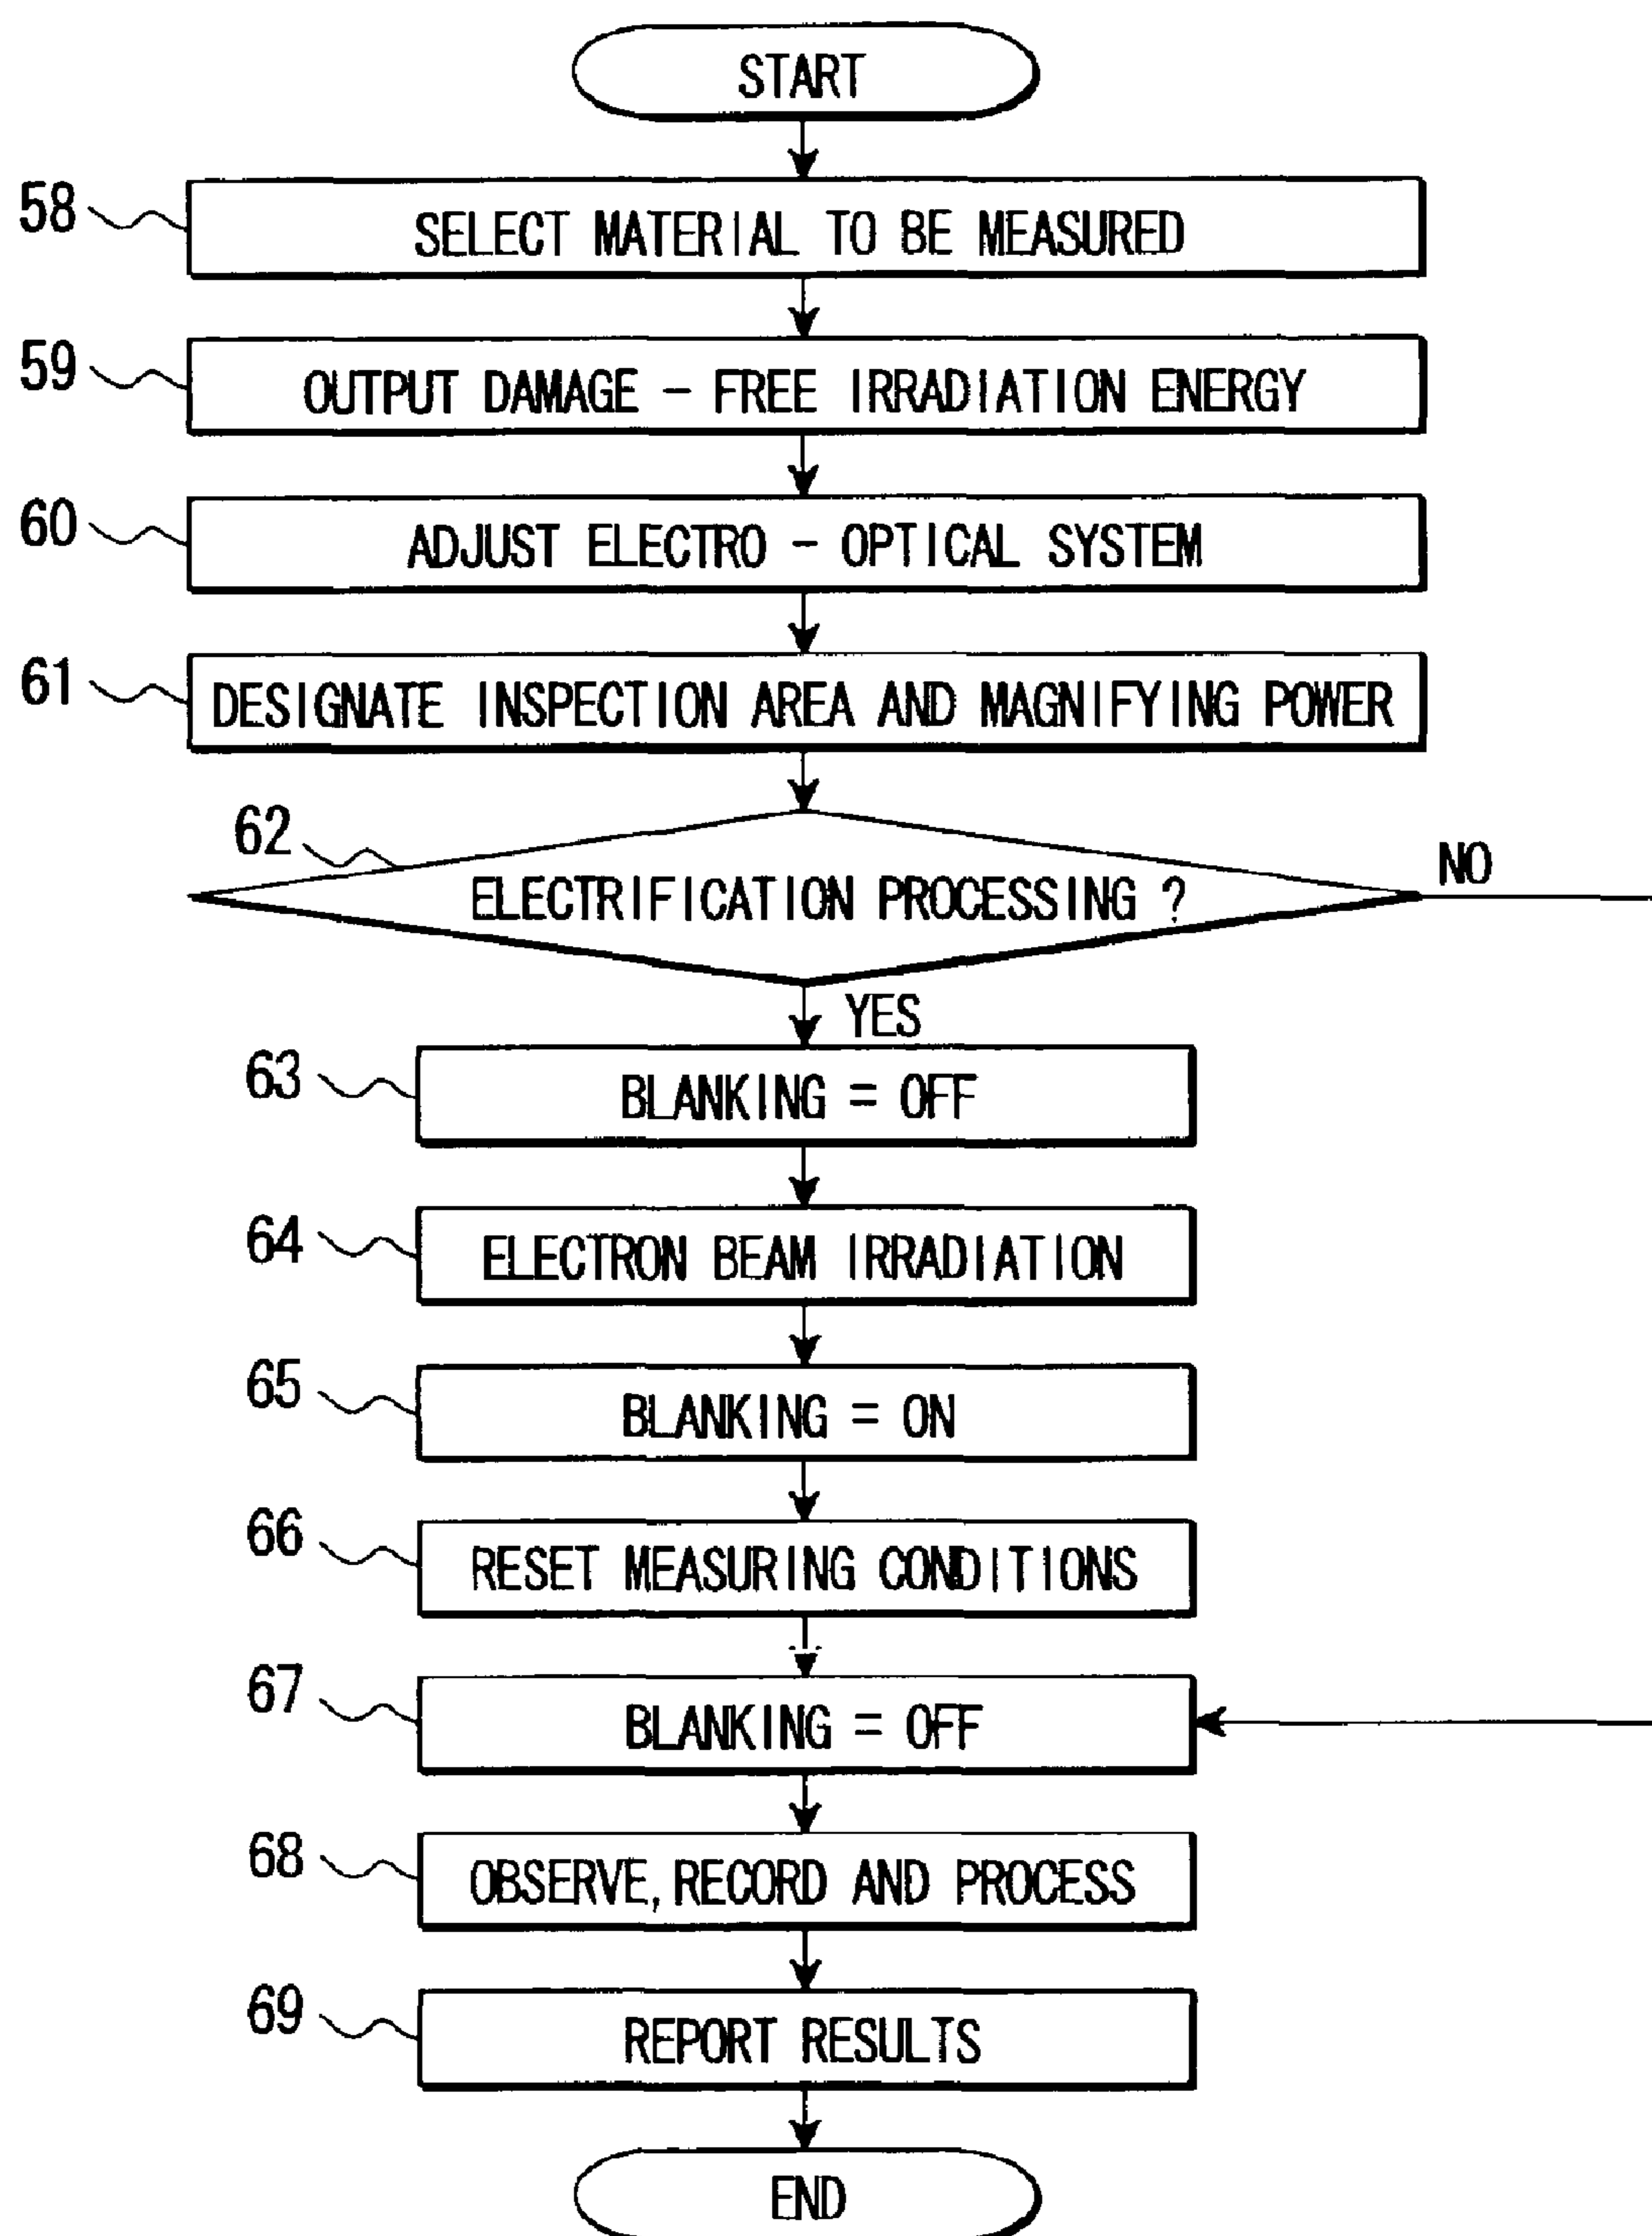 START
58
SELECT MATERIAL TO BE MEASURED
59
OUTPUT DAMAGE - FREE IRRADIATION ENERGY
60
ADJUST ELECTRO - OPTICAL SYSTEM
61
DESIGNATE INSPECTION AREA AND MAGNIFYING POWER
62
ELECTRIFICATION PROCESSING ?
NO
YES
63
BLANKING = OFF
64
ELECTRON BEAM IRRADIATION
65
BLANKING = ON
66
RESET MEASURING CONDITIONS
67
BLANKING = OFF
68
OBSERVE, RECORD AND PROCESS
69
REPORT RESULTS
END